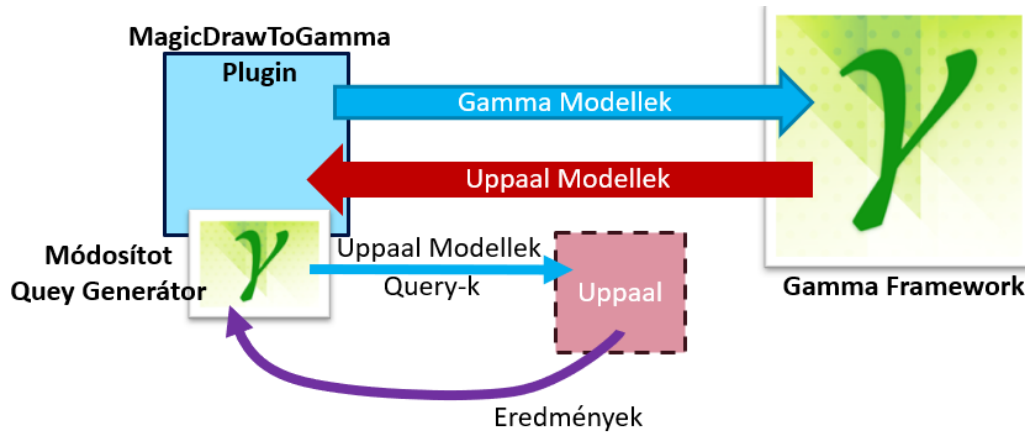 MagicDrawToGamma
Plugin
Gamma Modellek
Uppaal Modellek
Módosítot
Quey Generátor
Uppaal Modellek
Query-k
Uppaal
Gamma Framework
Eredmények